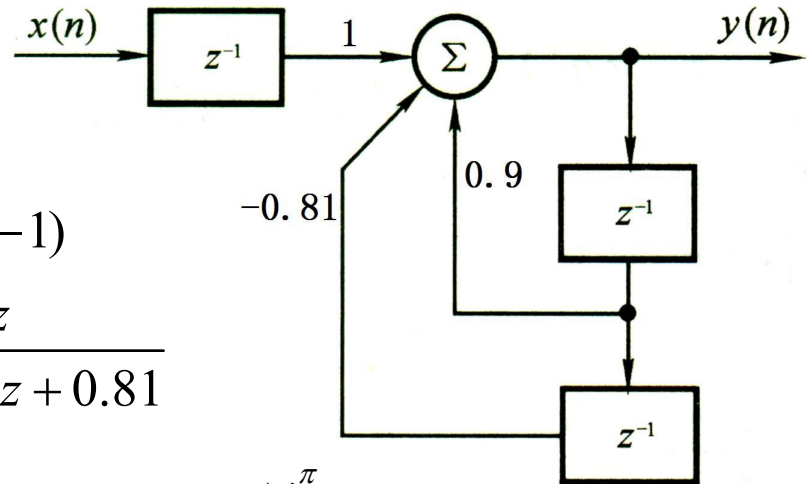 x(n)
z⁻¹
1
Σ
y(n)
-0.81
0.9
z⁻¹
−1)
z
z + 0.81
z⁻¹
π